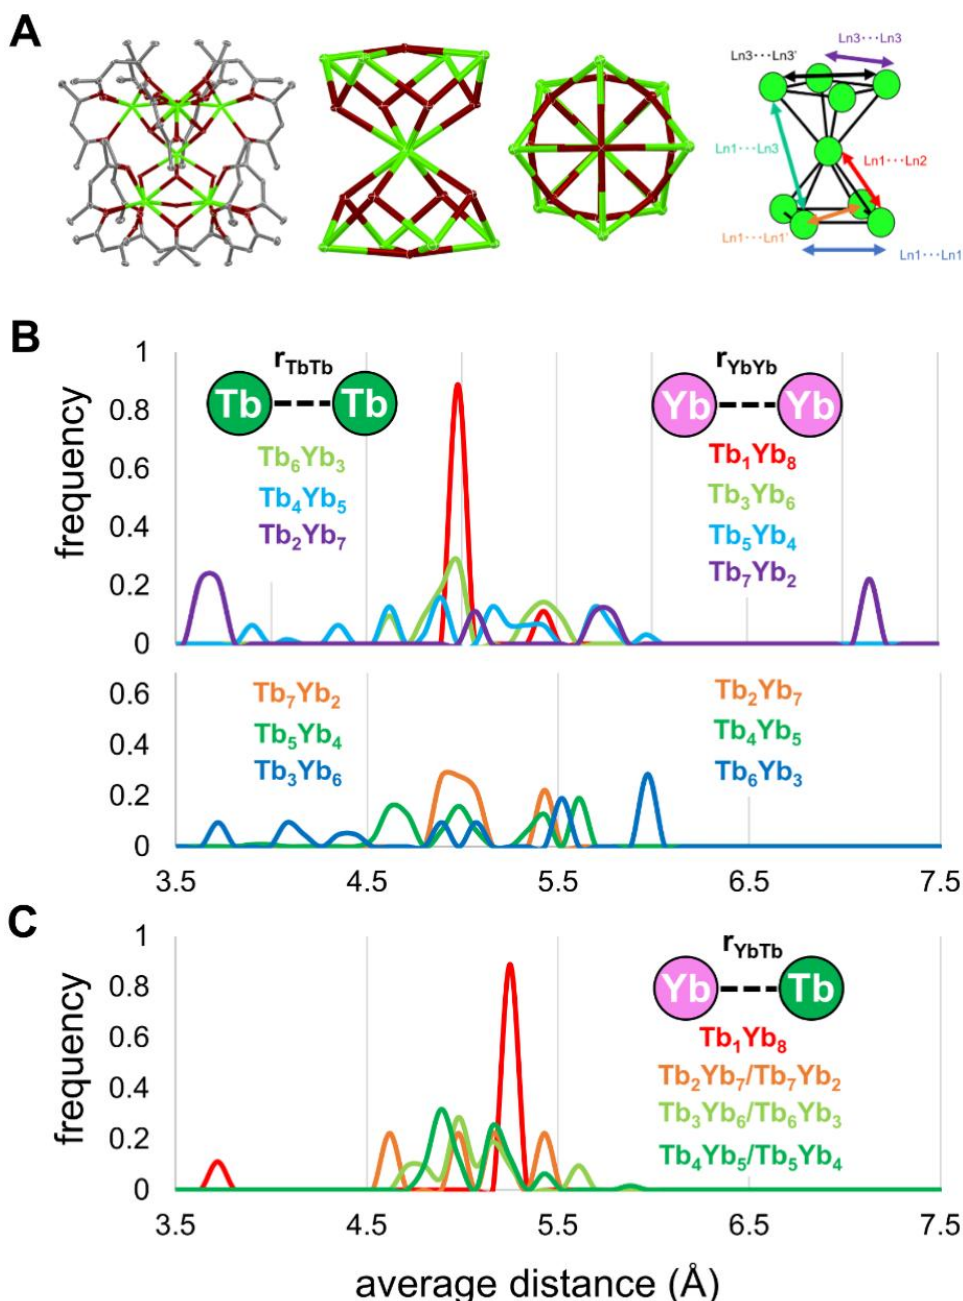 A
Ln3···Ln3
Ln3···Ln3'
Ln1···Ln3
Ln1···Ln2
Ln1···Ln1'
Ln1···Ln1
B
frequency
1
0.8
0.6
0.4
0.2
0
r_TbTb
Tb Tb
Tb₆Yb₃
Tb₄Yb₅
Tb₂Yb₇
r_YbYb
Yb Yb
Tb₁Yb₈
Tb₃Yb₆
Tb₅Yb₄
Tb₇Yb₂
0.6
0.4
0.2
0
Tb₇Yb₂
Tb₅Yb₄
Tb₃Yb₆
Tb₂Yb₇
Tb₄Yb₅
Tb₆Yb₃
3.5 4.5 5.5 6.5 7.5
C
frequency
1
0.8
0.6
0.4
0.2
0
r_YbTb
Yb Tb
Tb₁Yb₈
Tb₂Yb₇/Tb₇Yb₂
Tb₃Yb₆/Tb₆Yb₃
Tb₄Yb₅/Tb₅Yb₄
3.5 4.5 5.5 6.5 7.5
average distance (Å)